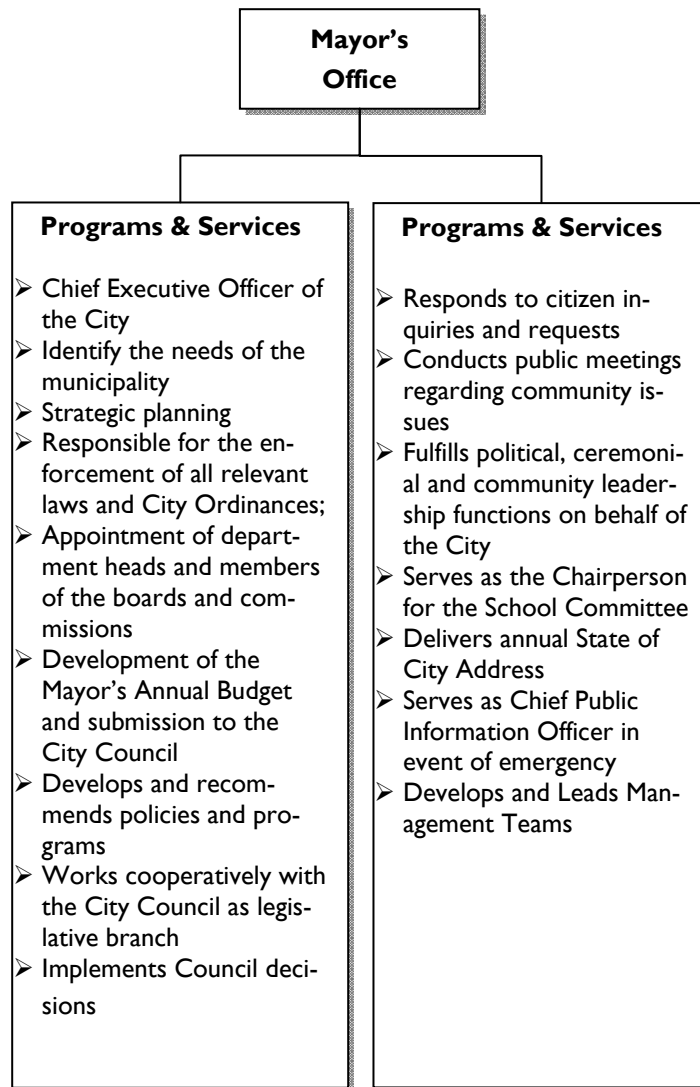 Mayor's
Office
Programs & Services
➢ Chief Executive Officer of
the City
➢ Identify the needs of the
municipality
➢ Strategic planning
➢ Responsible for the en-
forcement of all relevant
laws and City Ordinances;
➢ Appointment of depart-
ment heads and members
of the boards and com-
missions
➢ Development of the
Mayor's Annual Budget
and submission to the
City Council
➢ Develops and recom-
mends policies and pro-
grams
➢ Works cooperatively with
the City Council as legis-
lative branch
➢ Implements Council deci-
sions
Programs & Services
➢ Responds to citizen in-
quiries and requests
➢ Conducts public meetings
regarding community is-
sues
➢ Fulfills political, ceremoni-
al and community leader-
ship functions on behalf of
the City
➢ Serves as the Chairperson
for the School Committee
➢ Delivers annual State of
City Address
➢ Serves as Chief Public
Information Officer in
event of emergency
➢ Develops and Leads Man-
agement Teams